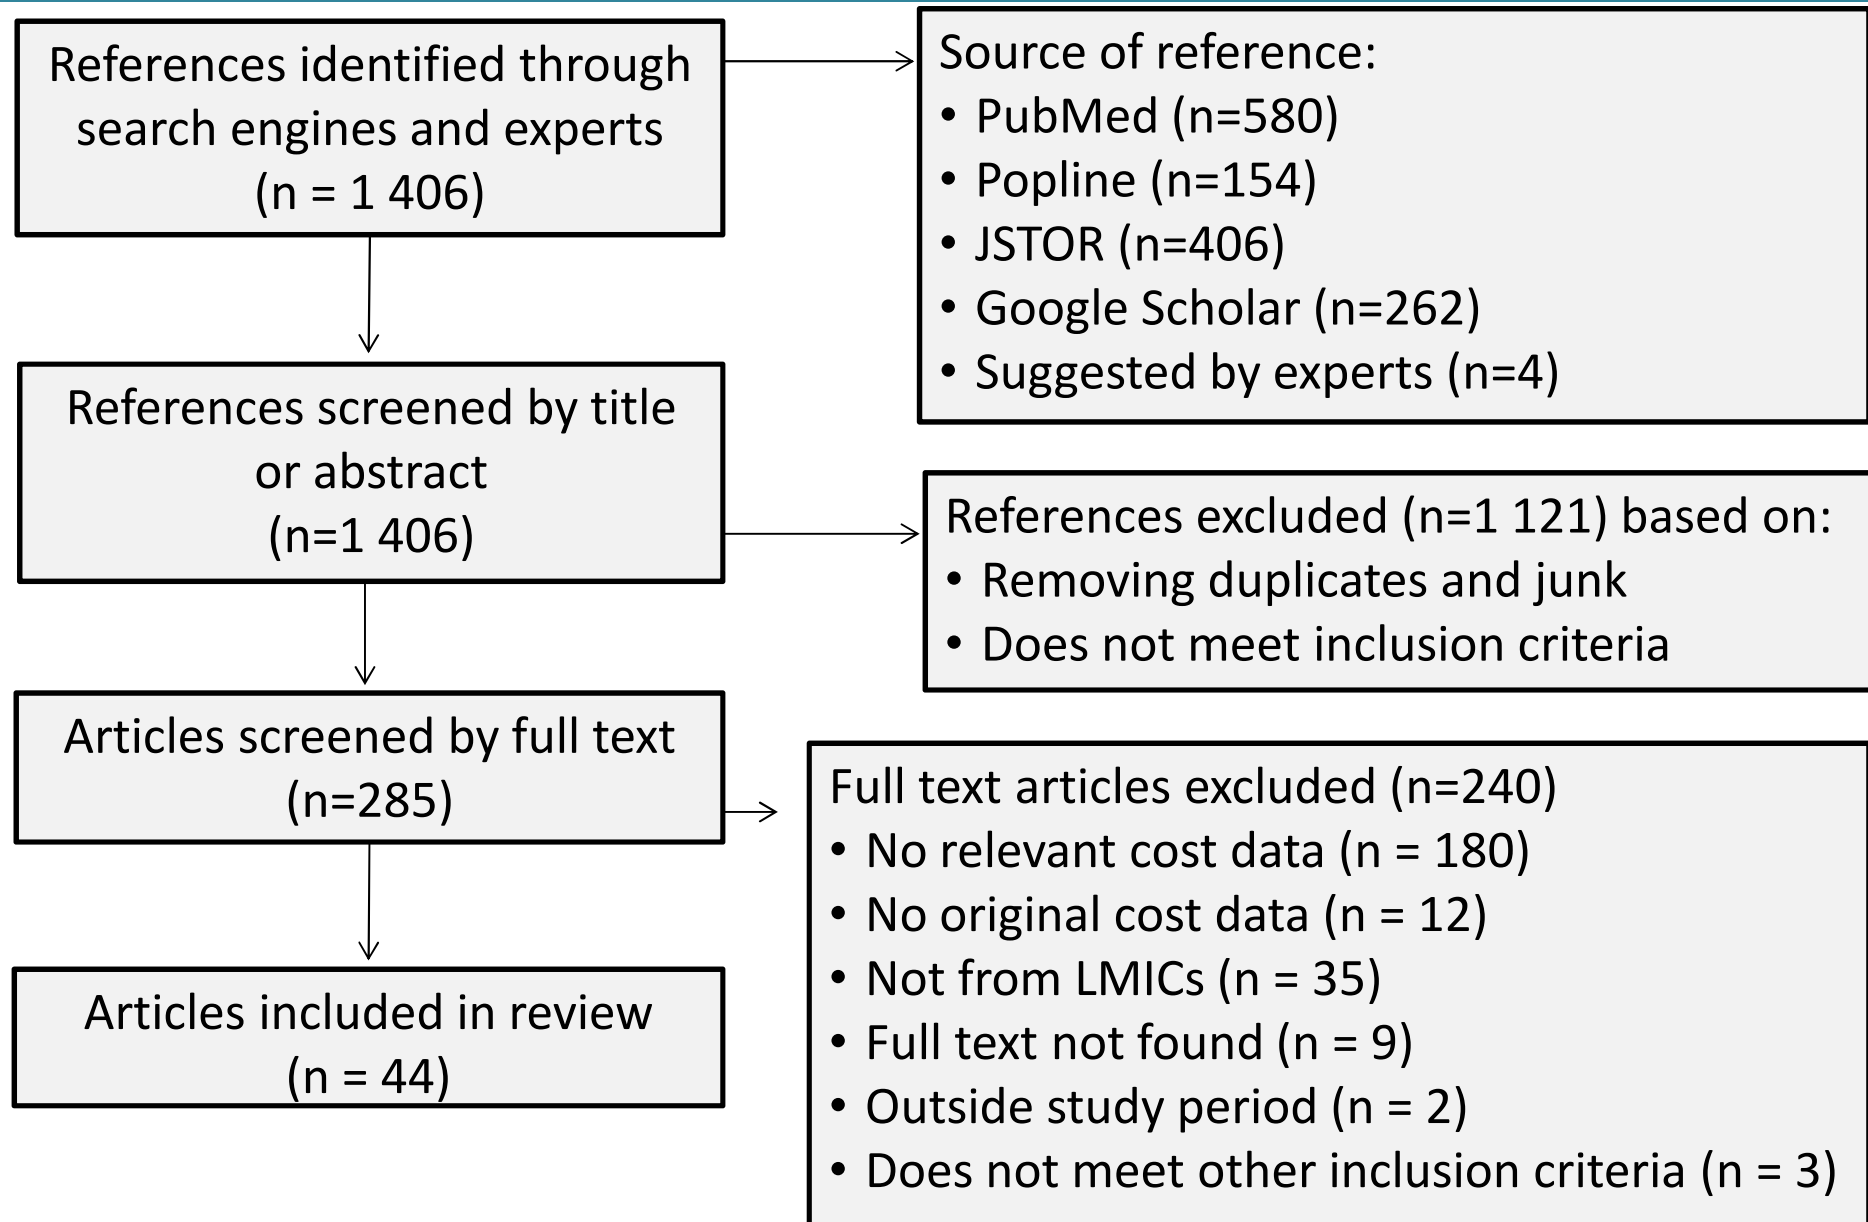 References identified through
search engines and experts
(n = 1 406)
Source of reference:
• PubMed (n=580)
• Popline (n=154)
• JSTOR (n=406)
• Google Scholar (n=262)
• Suggested by experts (n=4)
References screened by title
or abstract
(n=1 406)
References excluded (n=1 121) based on:
• Removing duplicates and junk
• Does not meet inclusion criteria
Articles screened by full text
(n=285)
Full text articles excluded (n=240)
• No relevant cost data (n = 180)
• No original cost data (n = 12)
• Not from LMICs (n = 35)
• Full text not found (n = 9)
• Outside study period (n = 2)
• Does not meet other inclusion criteria (n = 3)
Articles included in review
(n = 44)